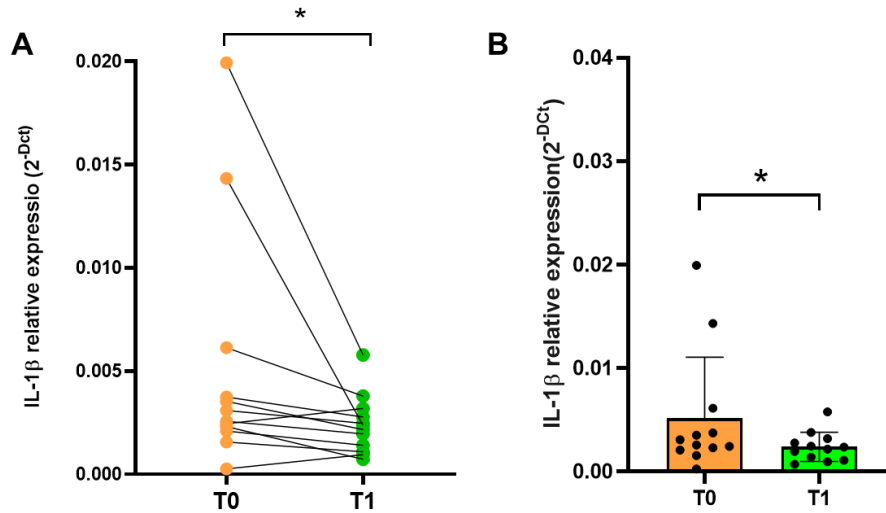 A
*
IL-1β relative expressio (2^-DCt)
0.020
0.015
0.010
0.005
0.000
T0 T1
B
*
IL-1β relative expression(2^-DCt)
0.04
0.03
0.02
0.01
0.00
T0 T1